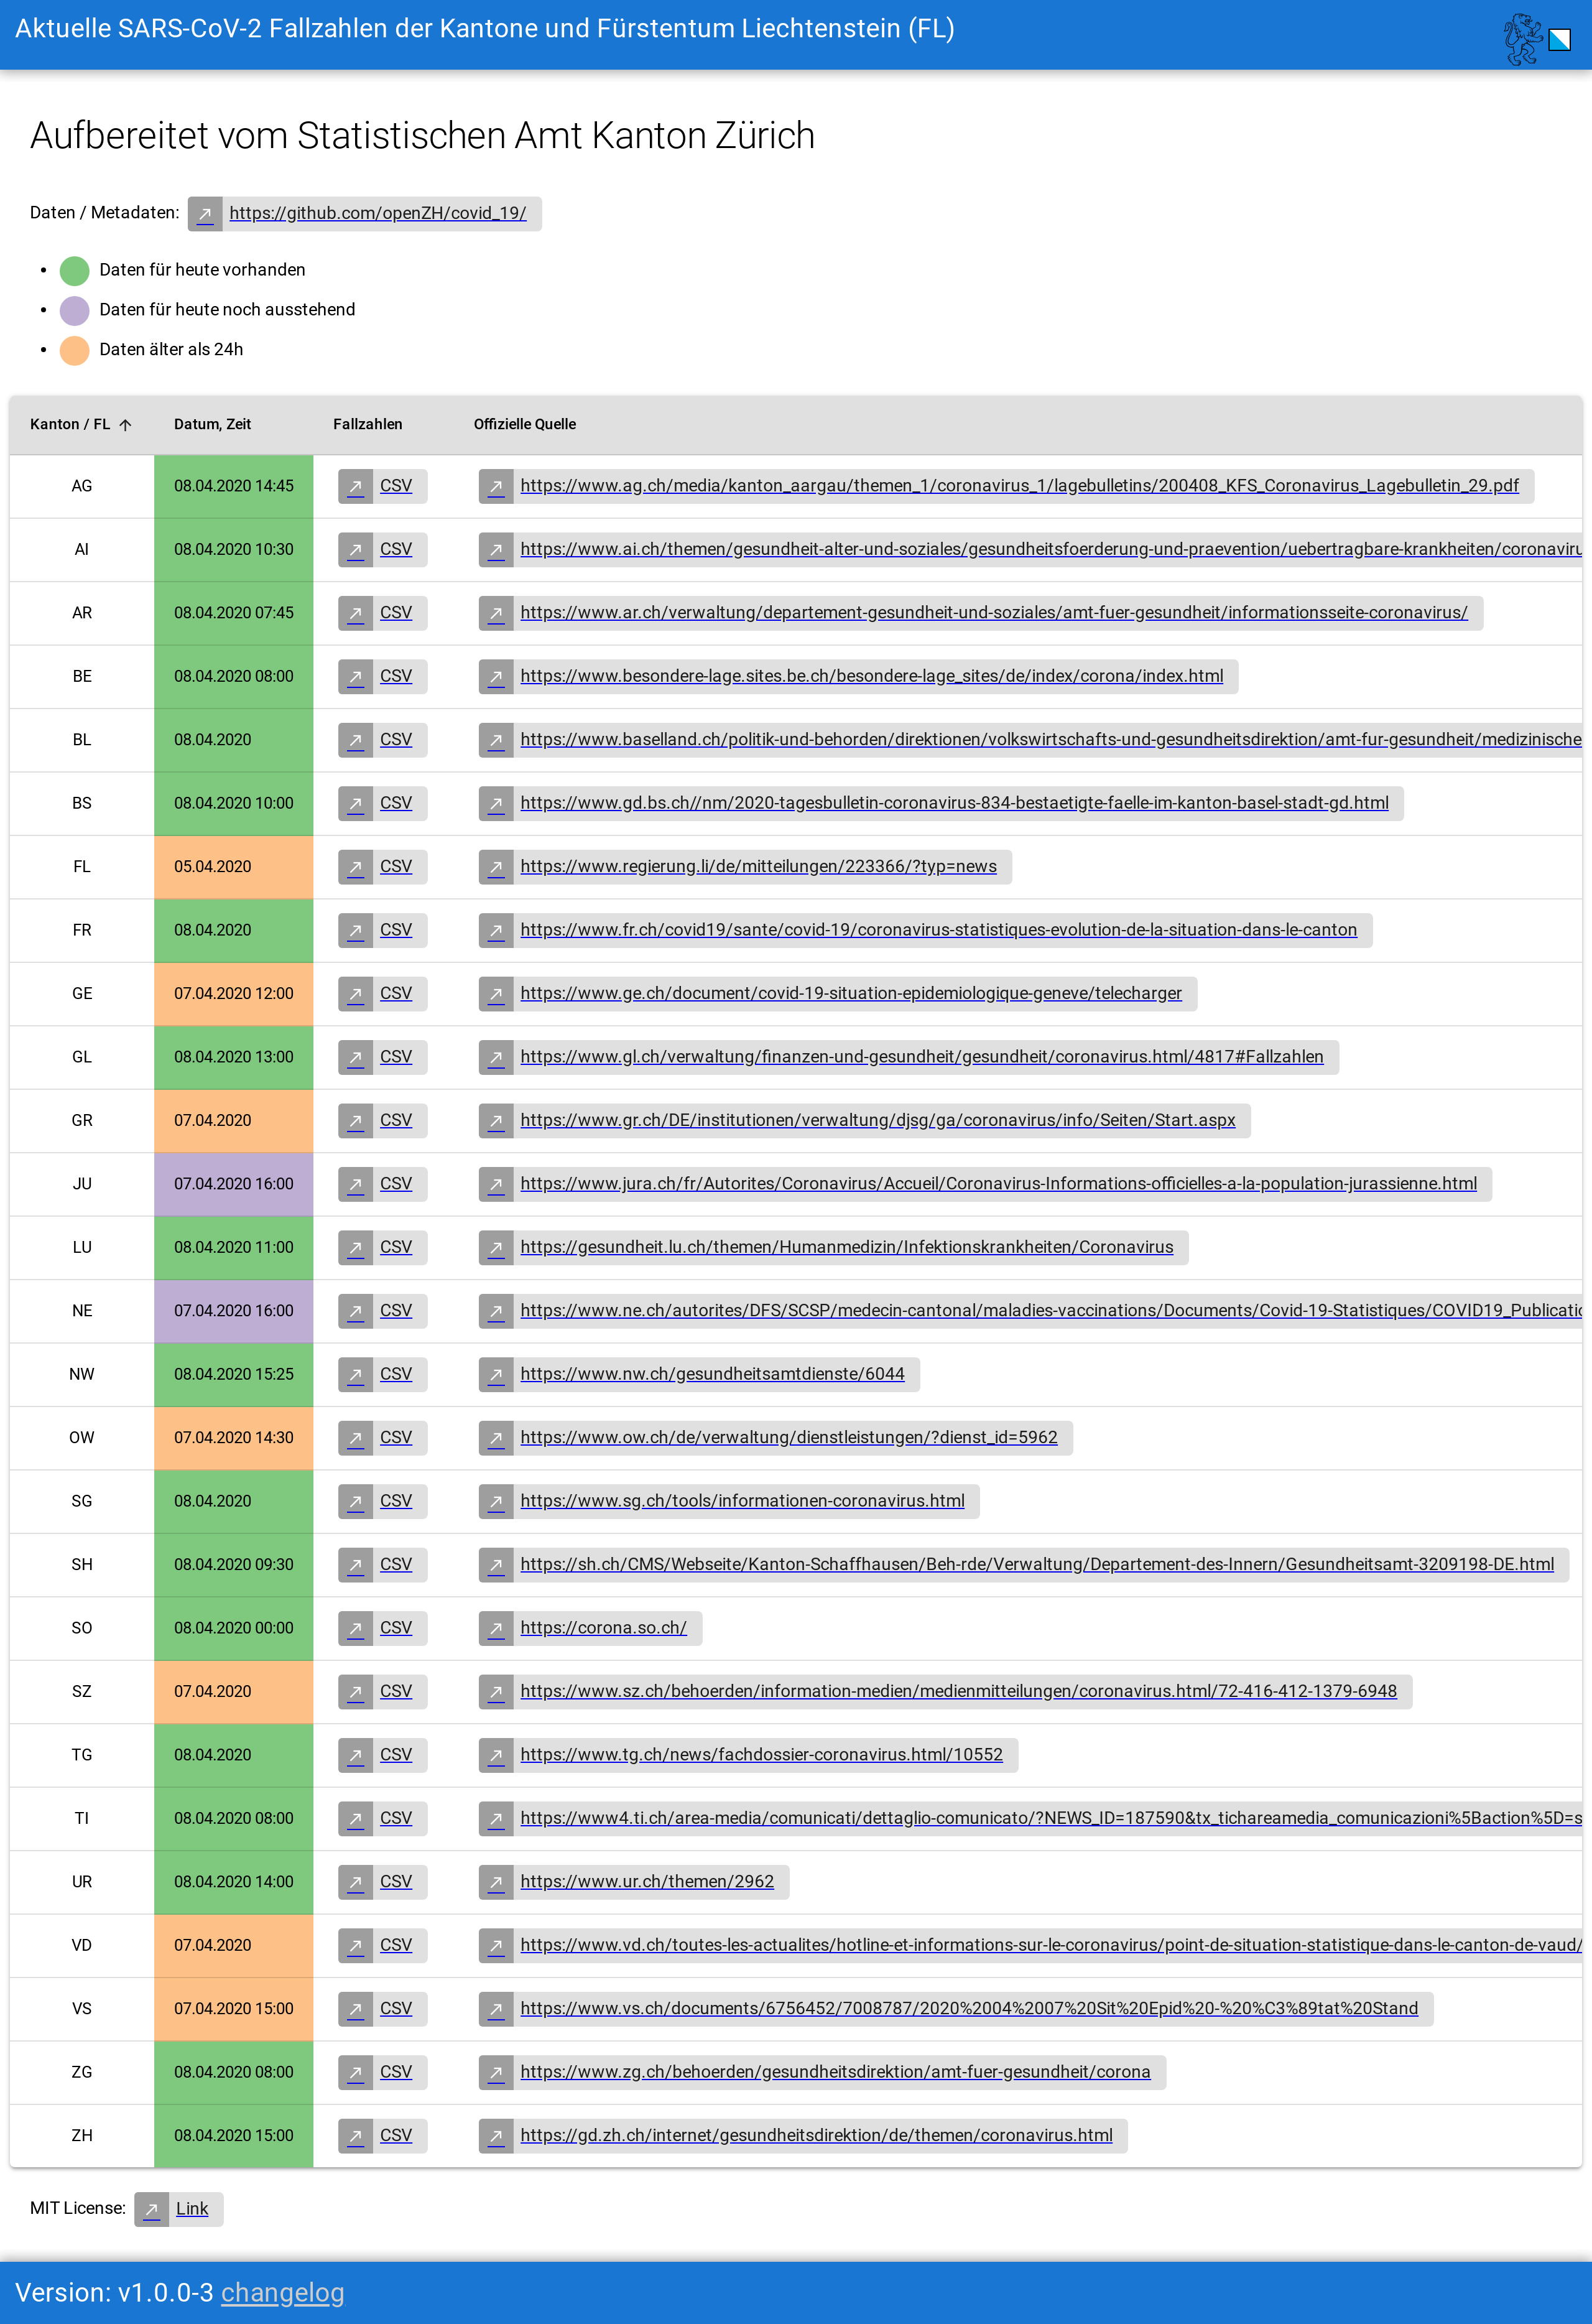 Aktuelle SARS-CoV-2 Fallzahlen der Kantone und Fürstentum Liechtenstein (FL)
Aufbereitet vom Statistischen Amt Kanton Zürich
Daten / Metadaten: https://github.com/openZH/covid_19/
Daten für heute vorhanden
Daten für heute noch ausstehend
Daten älter als 24h
Kanton / FL Datum, Zeit Fallzahlen Offizielle Quelle
AG 08.04.2020 14:45 CSV https://www.ag.ch/media/kanton_aargau/themen_1/coronavirus_1/lagebulletins/200408_KFS_Coronavirus_Lagebulletin_29.pdf
AI 08.04.2020 10:30 CSV https://www.ai.ch/themen/gesundheit-alter-und-soziales/gesundheitsfoerderung-und-praevention/uebertragbare-krankheiten/coronaviru
AR 08.04.2020 07:45 CSV https://www.ar.ch/verwaltung/departement-gesundheit-und-soziales/amt-fuer-gesundheit/informationsseite-coronavirus/
BE 08.04.2020 08:00 CSV https://www.besondere-lage.sites.be.ch/besondere-lage_sites/de/index/corona/index.html
BL 08.04.2020 CSV https://www.baselland.ch/politik-und-behorden/direktionen/volkswirtschafts-und-gesundheitsdirektion/amt-fur-gesundheit/medizinische
BS 08.04.2020 10:00 CSV https://www.gd.bs.ch//nm/2020-tagesbulletin-coronavirus-834-bestaetigte-faelle-im-kanton-basel-stadt-gd.html
FL 05.04.2020 CSV https://www.regierung.li/de/mitteilungen/223366/?typ=news
FR 08.04.2020 CSV https://www.fr.ch/covid19/sante/covid-19/coronavirus-statistiques-evolution-de-la-situation-dans-le-canton
GE 07.04.2020 12:00 CSV https://www.ge.ch/document/covid-19-situation-epidemiologique-geneve/telecharger
GL 08.04.2020 13:00 CSV https://www.gl.ch/verwaltung/finanzen-und-gesundheit/gesundheit/coronavirus.html/4817#Fallzahlen
GR 07.04.2020 CSV https://www.gr.ch/DE/institutionen/verwaltung/djsg/ga/coronavirus/info/Seiten/Start.aspx
JU 07.04.2020 16:00 CSV https://www.jura.ch/fr/Autorites/Coronavirus/Accueil/Coronavirus-Informations-officielles-a-la-population-jurassienne.html
LU 08.04.2020 11:00 CSV https://gesundheit.lu.ch/themen/Humanmedizin/Infektionskrankheiten/Coronavirus
NE 07.04.2020 16:00 CSV https://www.ne.ch/autorites/DFS/SCSP/medecin-cantonal/maladies-vaccinations/Documents/Covid-19-Statistiques/COVID19_Publicatio
NW 08.04.2020 15:25 CSV https://www.nw.ch/gesundheitsamtdienste/6044
OW 07.04.2020 14:30 CSV https://www.ow.ch/de/verwaltung/dienstleistungen/?dienst_id=5962
SG 08.04.2020 CSV https://www.sg.ch/tools/informationen-coronavirus.html
SH 08.04.2020 09:30 CSV https://sh.ch/CMS/Webseite/Kanton-Schaffhausen/Beh-rde/Verwaltung/Departement-des-Innern/Gesundheitsamt-3209198-DE.html
SO 08.04.2020 00:00 CSV https://corona.so.ch/
SZ 07.04.2020 CSV https://www.sz.ch/behoerden/information-medien/medienmitteilungen/coronavirus.html/72-416-412-1379-6948
TG 08.04.2020 CSV https://www.tg.ch/news/fachdossier-coronavirus.html/10552
TI 08.04.2020 08:00 CSV https://www4.ti.ch/area-media/comunicati/dettaglio-comunicato/?NEWS_ID=187590&tx_tichareamedia_comunicazioni%5Baction%5D=s
UR 08.04.2020 14:00 CSV https://www.ur.ch/themen/2962
VD 07.04.2020 CSV https://www.vd.ch/toutes-les-actualites/hotline-et-informations-sur-le-coronavirus/point-de-situation-statistique-dans-le-canton-de-vaud/
VS 07.04.2020 15:00 CSV https://www.vs.ch/documents/6756452/7008787/2020%2004%2007%20Sit%20Epid%20-%20%C3%89tat%20Stand
ZG 08.04.2020 08:00 CSV https://www.zg.ch/behoerden/gesundheitsdirektion/amt-fuer-gesundheit/corona
ZH 08.04.2020 15:00 CSV https://gd.zh.ch/internet/gesundheitsdirektion/de/themen/coronavirus.html
MIT License: Link
Version: v1.0.0-3 changelog